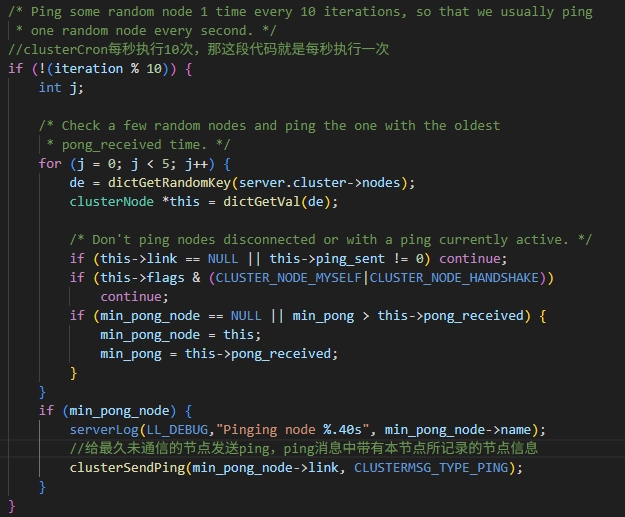 /* Ping some random node 1 time every 10 iterations, so that we usually ping
 * one random node every second. */
//clusterCron每秒执行10次，那这段代码就是每秒执行一次
if (!(iteration % 10)) {
    int j;

    /* Check a few random nodes and ping the one with the oldest
     * pong_received time. */
    for (j = 0; j < 5; j++) {
        de = dictGetRandomKey(server.cluster->nodes);
        clusterNode *this = dictGetVal(de);

        /* Don't ping nodes disconnected or with a ping currently active. */
        if (this->link == NULL || this->ping_sent != 0) continue;
        if (this->flags & (CLUSTER_NODE_MYSELF|CLUSTER_NODE_HANDSHAKE))
            continue;
        if (min_pong_node == NULL || min_pong > this->pong_received) {
            min_pong_node = this;
            min_pong = this->pong_received;
        }
    }
    if (min_pong_node) {
        serverLog(LL_DEBUG,"Pinging node %.40s", min_pong_node->name);
        //给最久未通信的节点发送ping，ping消息中带有本节点所记录的节点信息
        clusterSendPing(min_pong_node->link, CLUSTERMSG_TYPE_PING);
    }
}